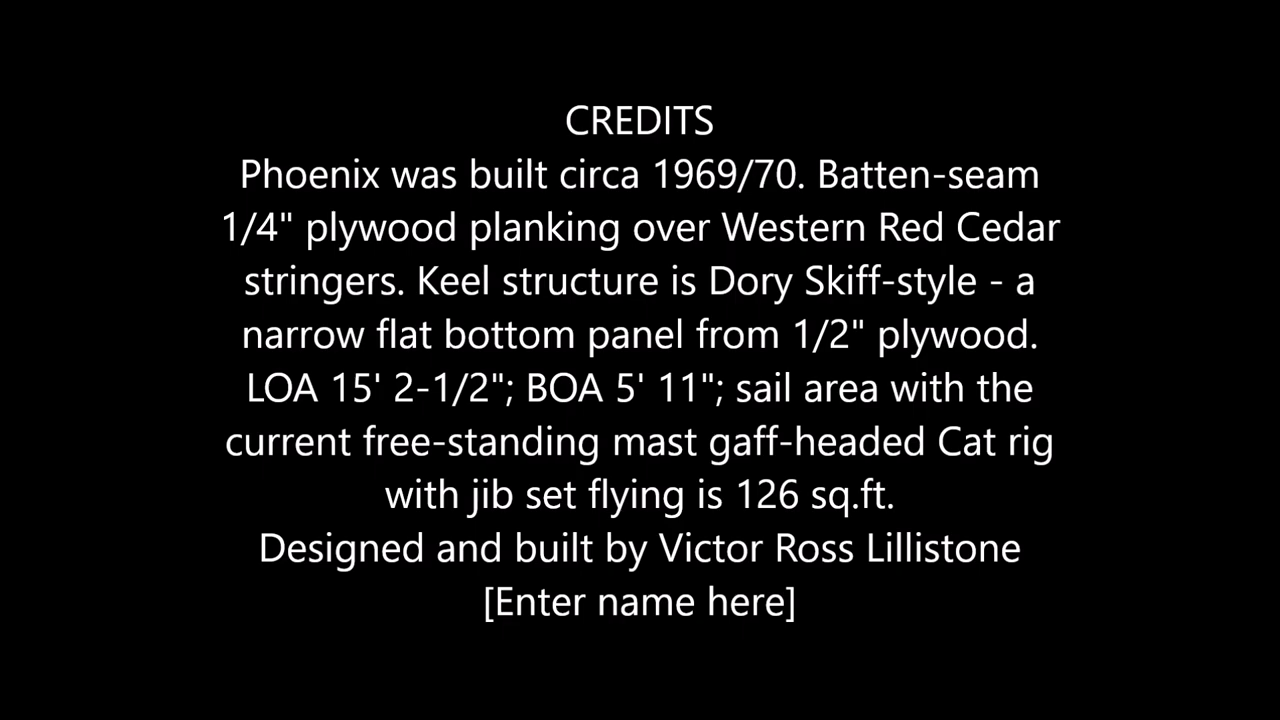 CREDITS
Phoenix was built circa 1969/70. Batten-seam
1/4" plywood planking over Western Red Cedar
stringers. Keel structure is Dory Skiff-style - a
narrow flat bottom panel from 1/2" plywood.
LOA 15' 2-1/2"; BOA 5' 11"; sail area with the
current free-standing mast gaff-headed Cat rig
with jib set flying is 126 sq.ft.
Designed and built by Victor Ross Lillistone
[Enter name here]